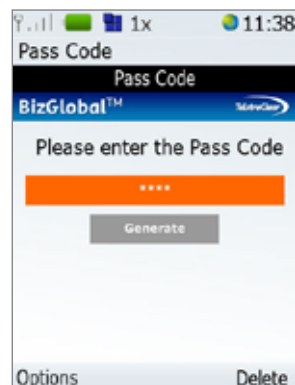 1x 11:38
Pass Code
Pass Code
BizGlobal™
Please enter the Pass Code
****
Generate
Options Delete